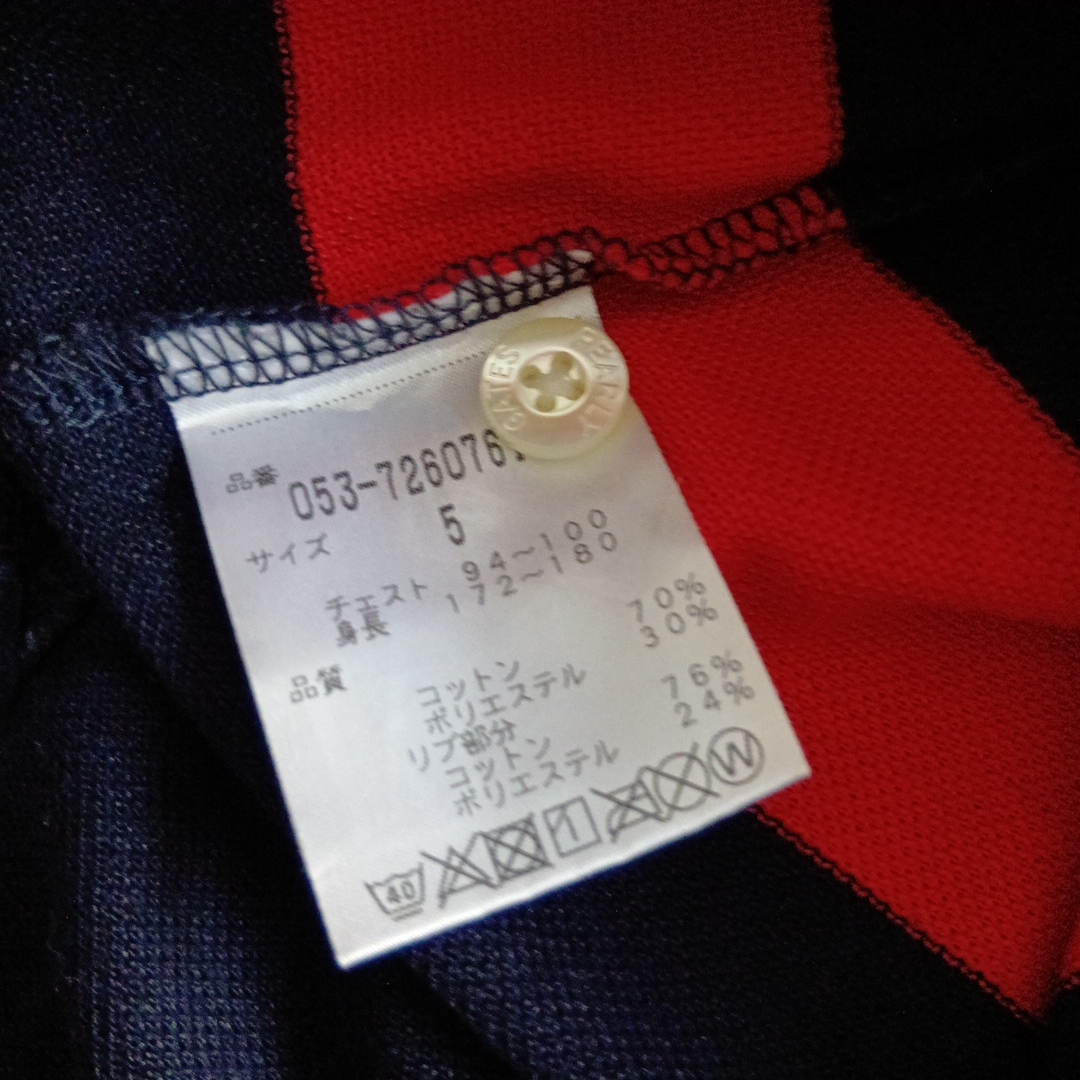 PEARLY GATES
品番 053-726076
サイズ 5
チェスト 94~100
身長 172~180
品質 コットン 70%
ポリエステル 30%
リブ部分
コットン 76%
ポリエステル 24%
40 W